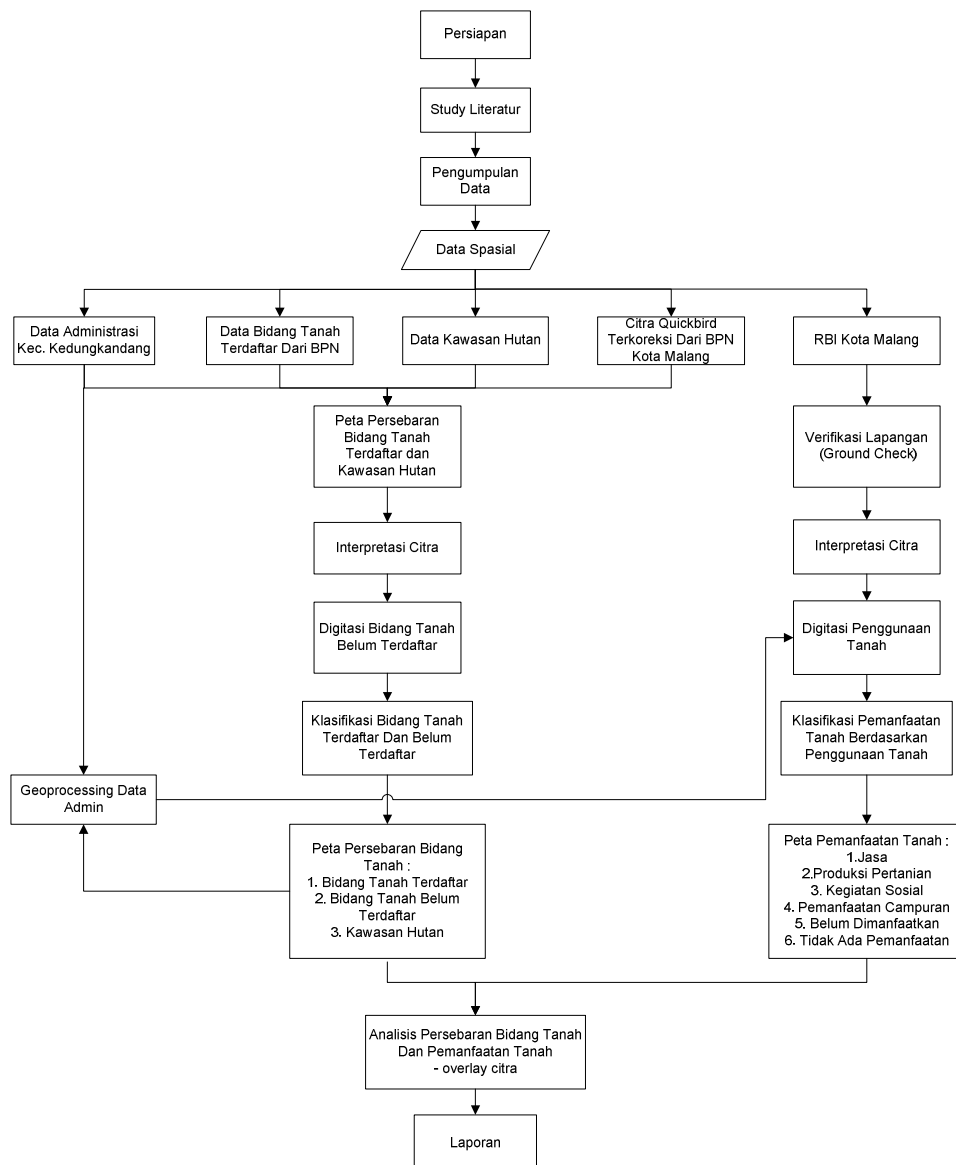 Persiapan
Study Literatur
Pengumpulan
Data
Data Spasial
Data Administrasi
Kec. Kedungkandang
Data Bidang Tanah
Terdaftar Dari BPN
Data Kawasan Hutan
Citra Quickbird
Terkoreksi Dari BPN
Kota Malang
RBI Kota Malang
Peta Persebaran
Bidang Tanah
Terdaftar dan
Kawasan Hutan
Verifikasi Lapangan
(Ground Check)
Interpretasi Citra
Interpretasi Citra
Digitasi Bidang Tanah
Belum Terdaftar
Digitasi Penggunaan
Tanah
Klasifikasi Bidang Tanah
Terdaftar Dan Belum
Terdaftar
Klasifikasi Pemanfaatan
Tanah Berdasarkan
Penggunaan Tanah
Geoprocessing Data
Admin
Peta Persebaran Bidang
Tanah :
1. Bidang Tanah Terdaftar
2. Bidang Tanah Belum
Terdaftar
3. Kawasan Hutan
Peta Pemanfaatan Tanah :
1.Jasa
2.Produksi Pertanian
3. Kegiatan Sosial
4. Pemanfaatan Campuran
5. Belum Dimanfaatkan
6. Tidak Ada Pemanfaatan
Analisis Persebaran Bidang Tanah
Dan Pemanfaatan Tanah
- overlay citra
Laporan